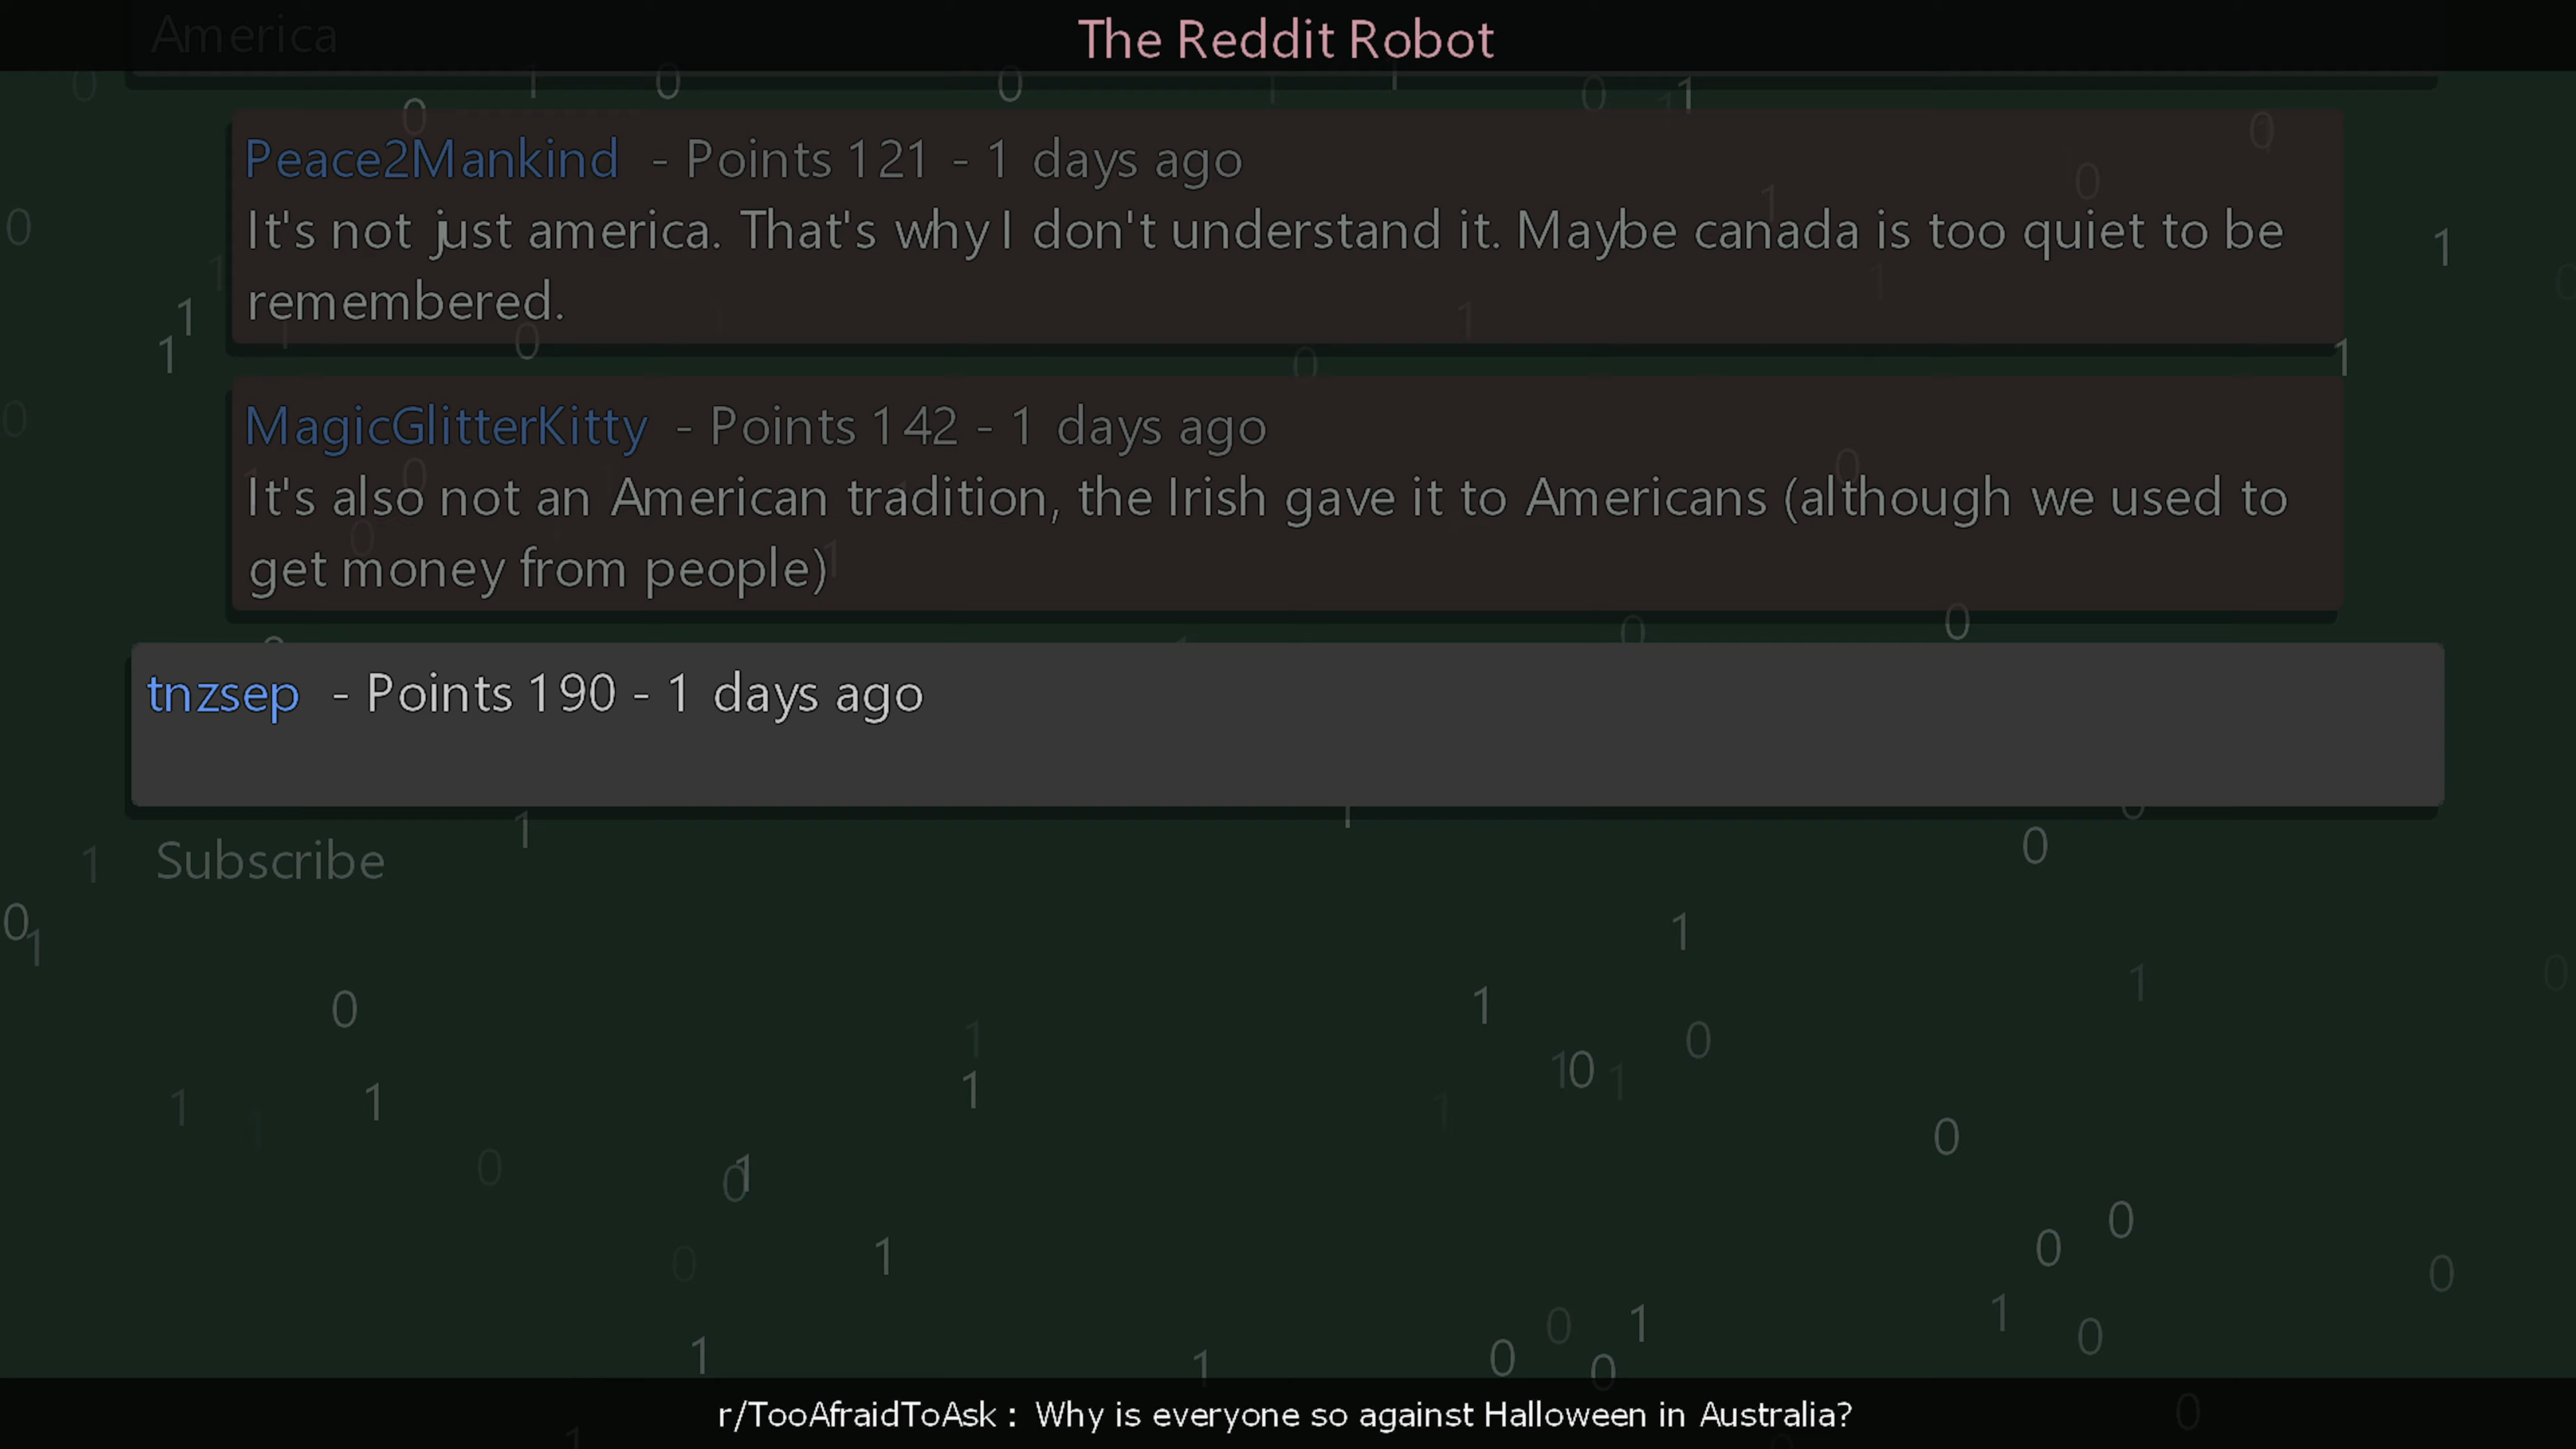 America
The Reddit Robot
Peace2Mankind - Points 121 - 1 days ago
It's not just america. That's why I don't understand it. Maybe canada is too quiet to be
remembered.
MagicGlitterKitty - Points 142 - 1 days ago
It's also not an American tradition, the Irish gave it to Americans (although we used to
get money from people)
tnzsep - Points 190 - 1 days ago
Subscribe
r/TooAfraidToAsk : Why is everyone so against Halloween in Australia?